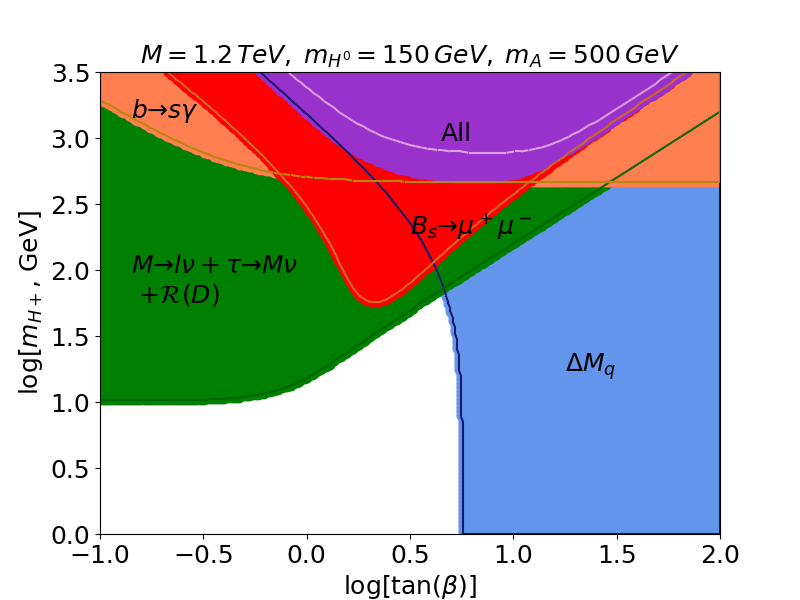 M = 1.2 TeV, m_{H^0} = 150 GeV, m_A = 500 GeV
3.5
3.0
2.5
2.0
1.5
1.0
0.5
0.0
log[m_{H+}, GeV]
b→sγ
All
B_s→μ^+μ^-
M→lν + τ→Mν
+ℛ(D)
ΔM_q
−1.0 −0.5 0.0 0.5 1.0 1.5 2.0
log[tan(β)]